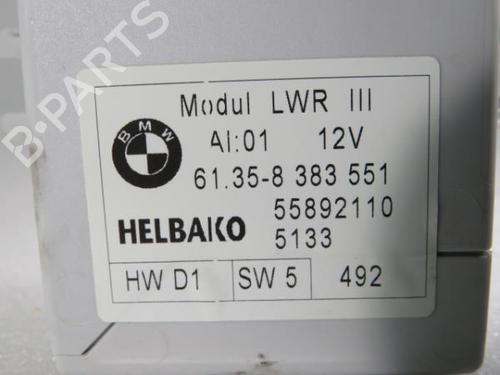 B-PARTS
Modul LWR III
BMW
AI:01 12V
61.35-8 383 551
55892110
HELBAKO 5133
HW D1 SW 5 492